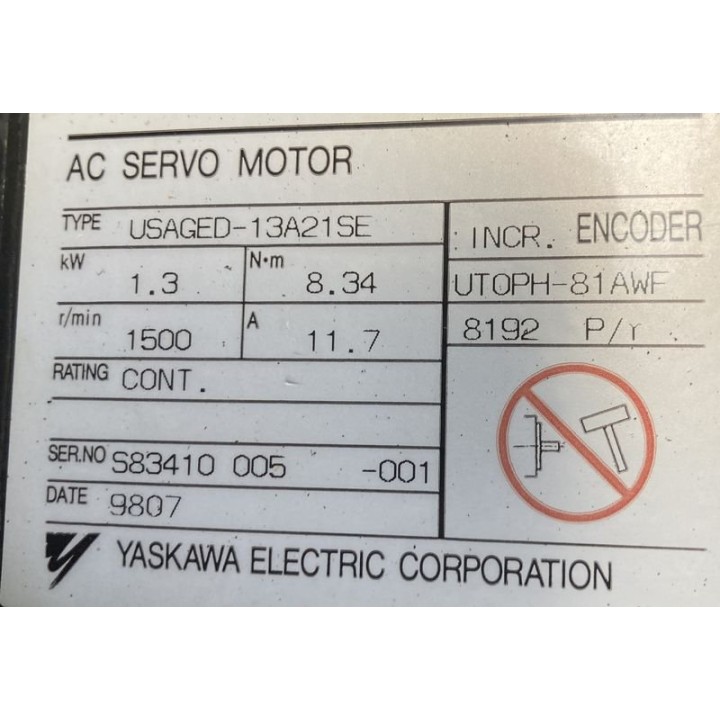 AC SERVO MOTOR
TYPE USAGED-13A21SE
INCR. ENCODER
kW 1.3 N·m 8.34
UTOPH-81AWF
r/min 1500 A 11.7
8192 P/r
RATING CONT.
SER.NO S83410 005 -001
DATE 9807
YASKAWA ELECTRIC CORPORATION